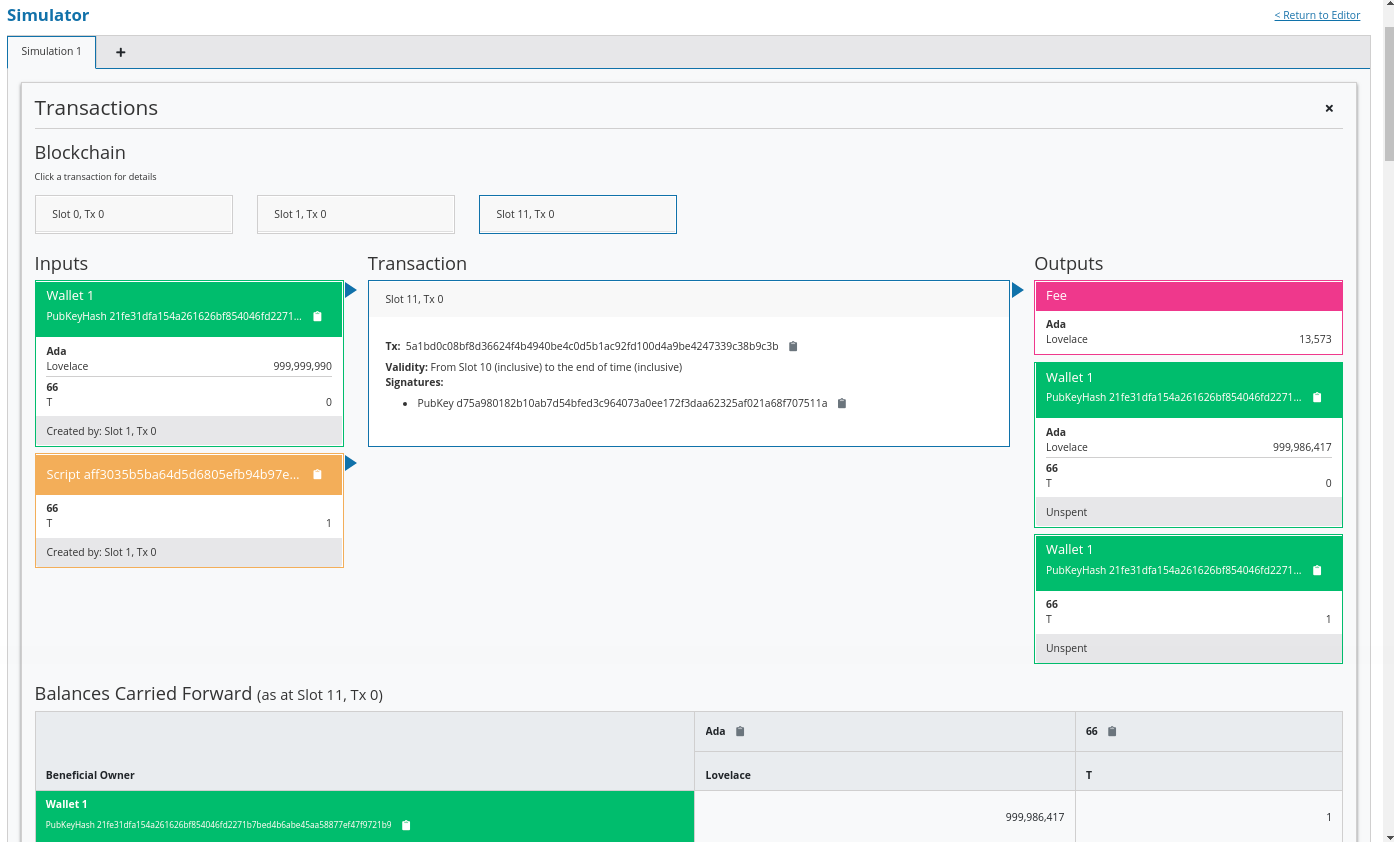 Simulator
< Return to Editor
Simulation 1
+
Transactions
×
Blockchain
Click a transaction for details
Slot 0, Tx 0
Slot 1, Tx 0
Slot 11, Tx 0
Inputs
Wallet 1
PubKeyHash 21fe31dfa154a261626bf854046fd2271...
Ada
Lovelace 999,999,990
66
T 0
Created by: Slot 1, Tx 0
Script aff3035b5ba64d5d6805efb94b97e...
66
T 1
Created by: Slot 1, Tx 0
Transaction
Slot 11, Tx 0
Tx: 5a1bd0c08bf8d36624f4b4940be4c0d5b1ac92fd100d4a9be4247339c38b9c3b
Validity: From Slot 10 (inclusive) to the end of time (inclusive)
Signatures:
• PubKey d75a980182b10ab7d54bfed3c964073a0ee172f3daa62325af021a68f707511a
Outputs
Fee
Ada
Lovelace 13,573
Wallet 1
PubKeyHash 21fe31dfa154a261626bf854046fd2271...
Ada
Lovelace 999,986,417
66
T 0
Unspent
Wallet 1
PubKeyHash 21fe31dfa154a261626bf854046fd2271...
66
T 1
Unspent
Balances Carried Forward (as at Slot 11, Tx 0)
Ada 66
Beneficial Owner Lovelace T
Wallet 1
PubKeyHash 21fe31dfa154a261626bf854046fd2271b7bed4b6abe45aa58877ef47f9721b9
999,986,417 1